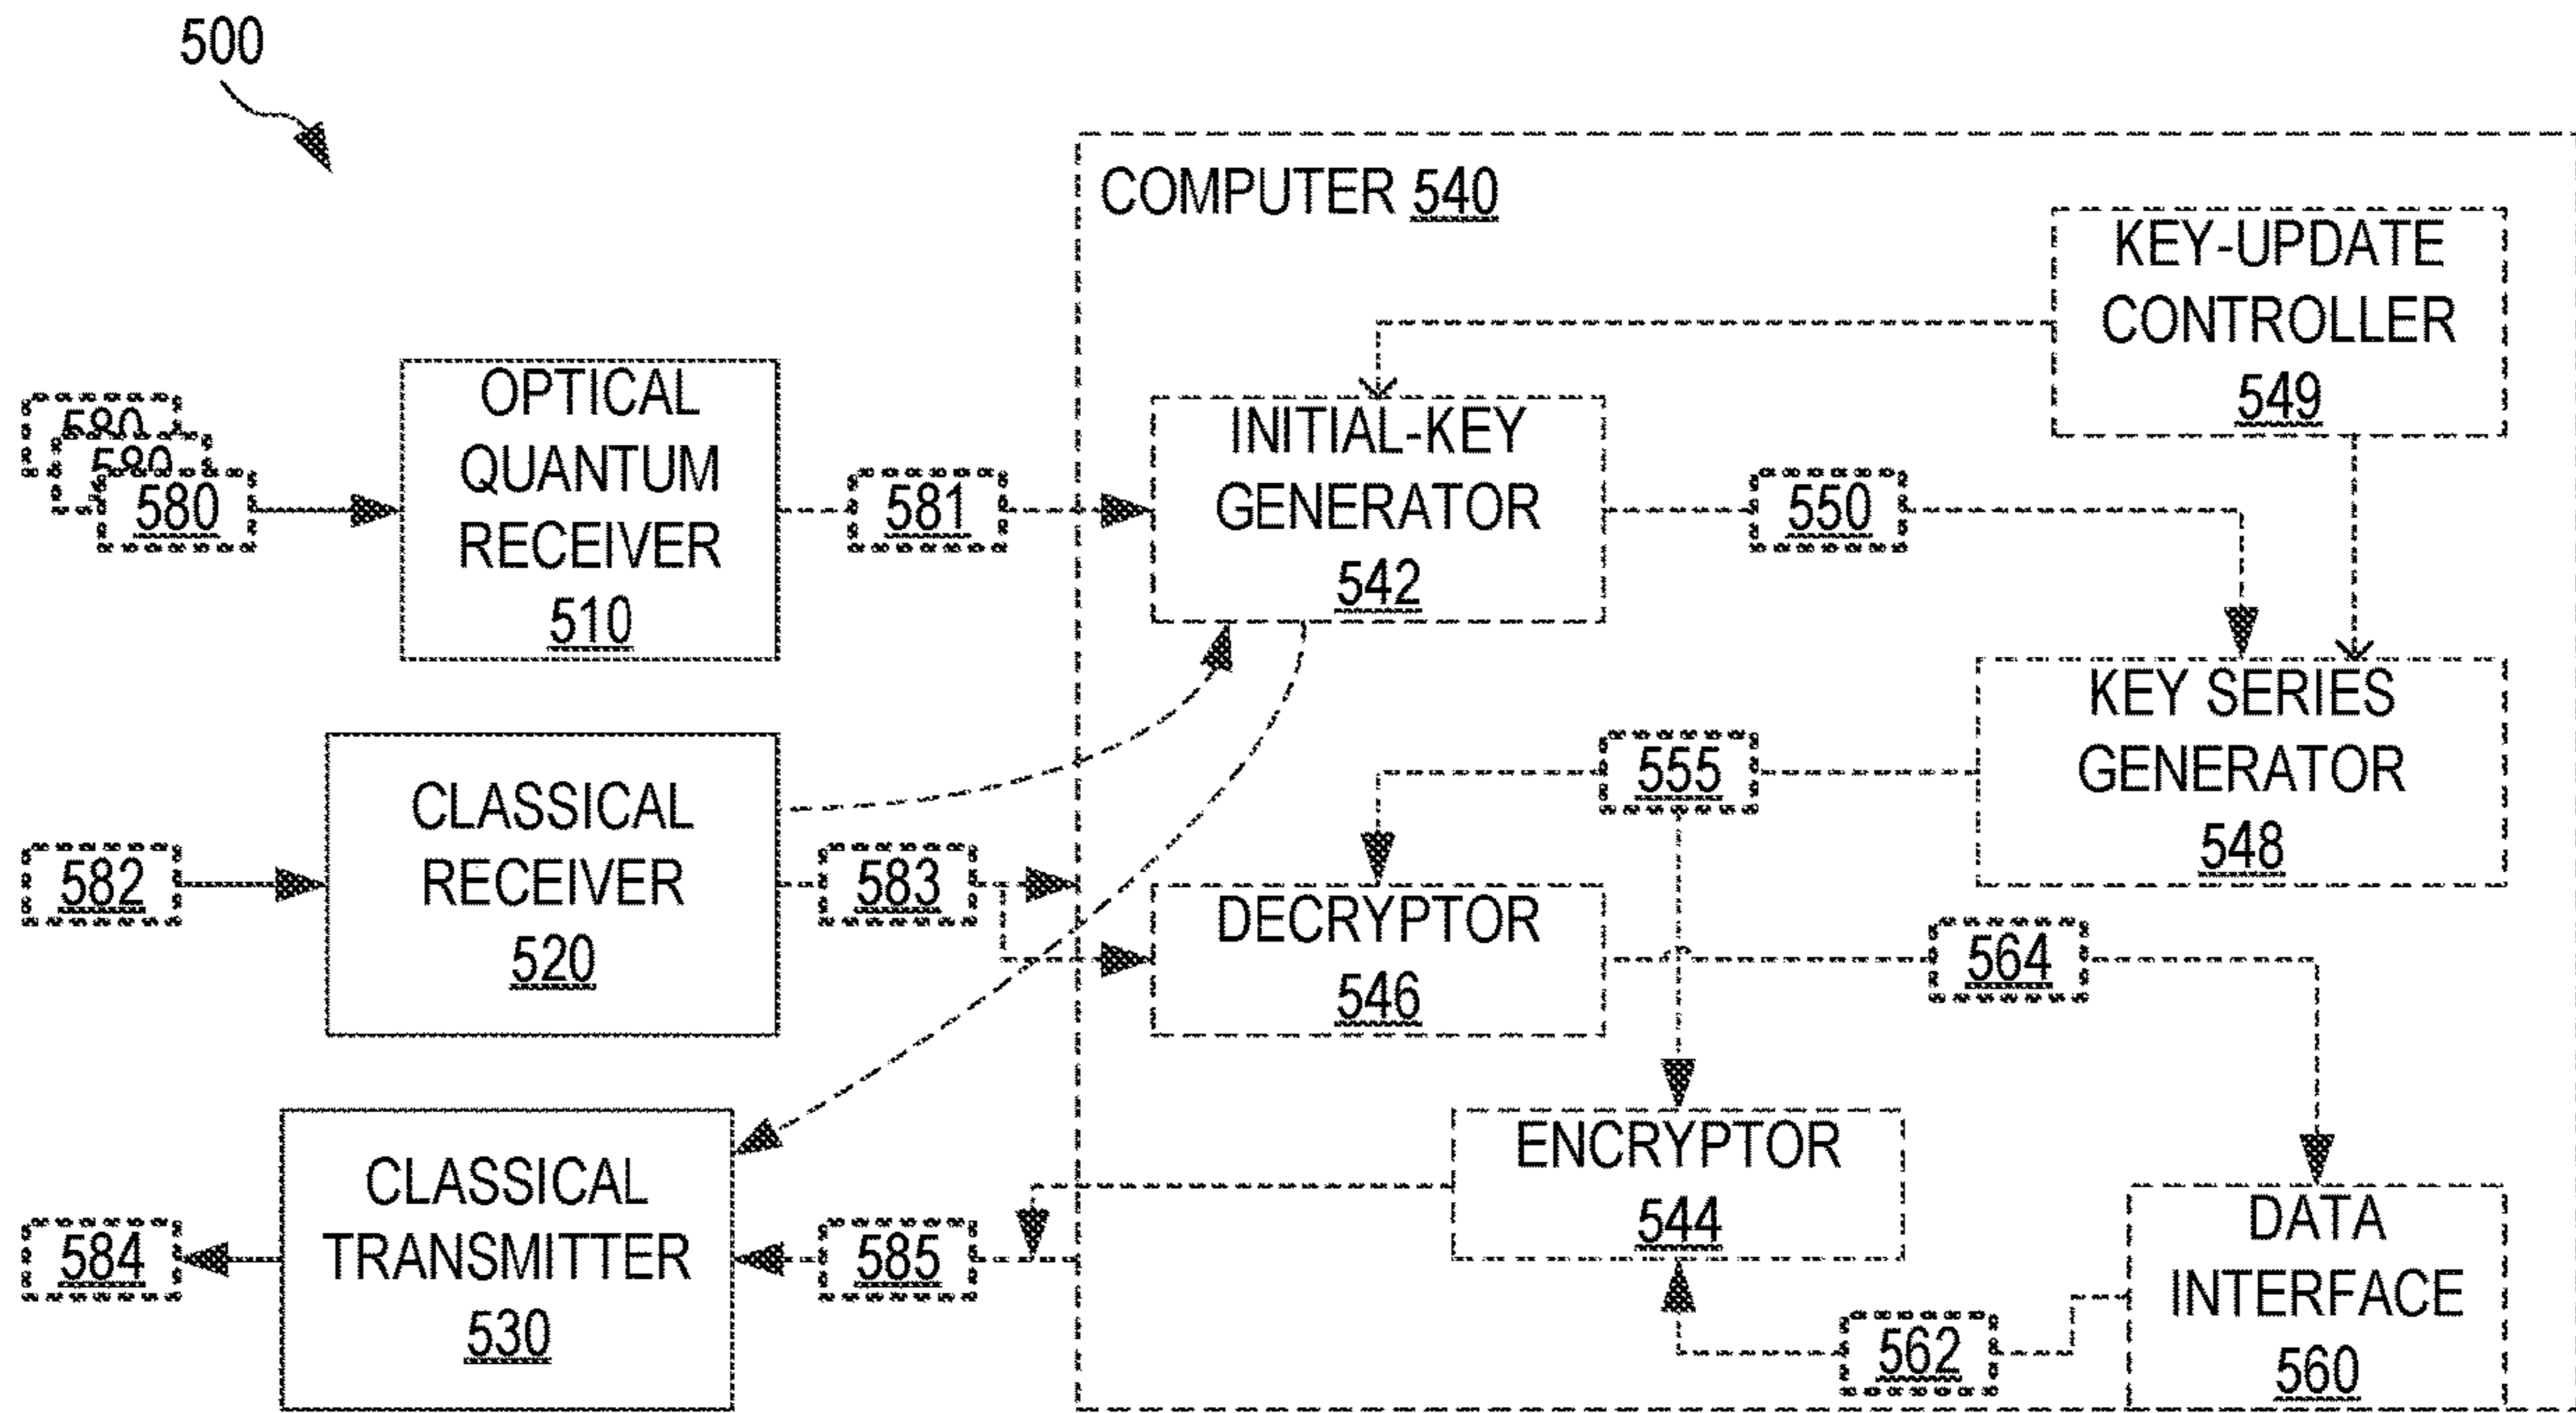 500
COMPUTER 540
KEY-UPDATE
CONTROLLER
549
OPTICAL
QUANTUM
RECEIVER
510
580
580
580
581
INITIAL-KEY
GENERATOR
542
550
KEY SERIES
GENERATOR
548
555
CLASSICAL
RECEIVER
520
582
583
DECRYPTOR
546
564
ENCRYPTOR
544
CLASSICAL
TRANSMITTER
530
584
585
562
DATA
INTERFACE
560